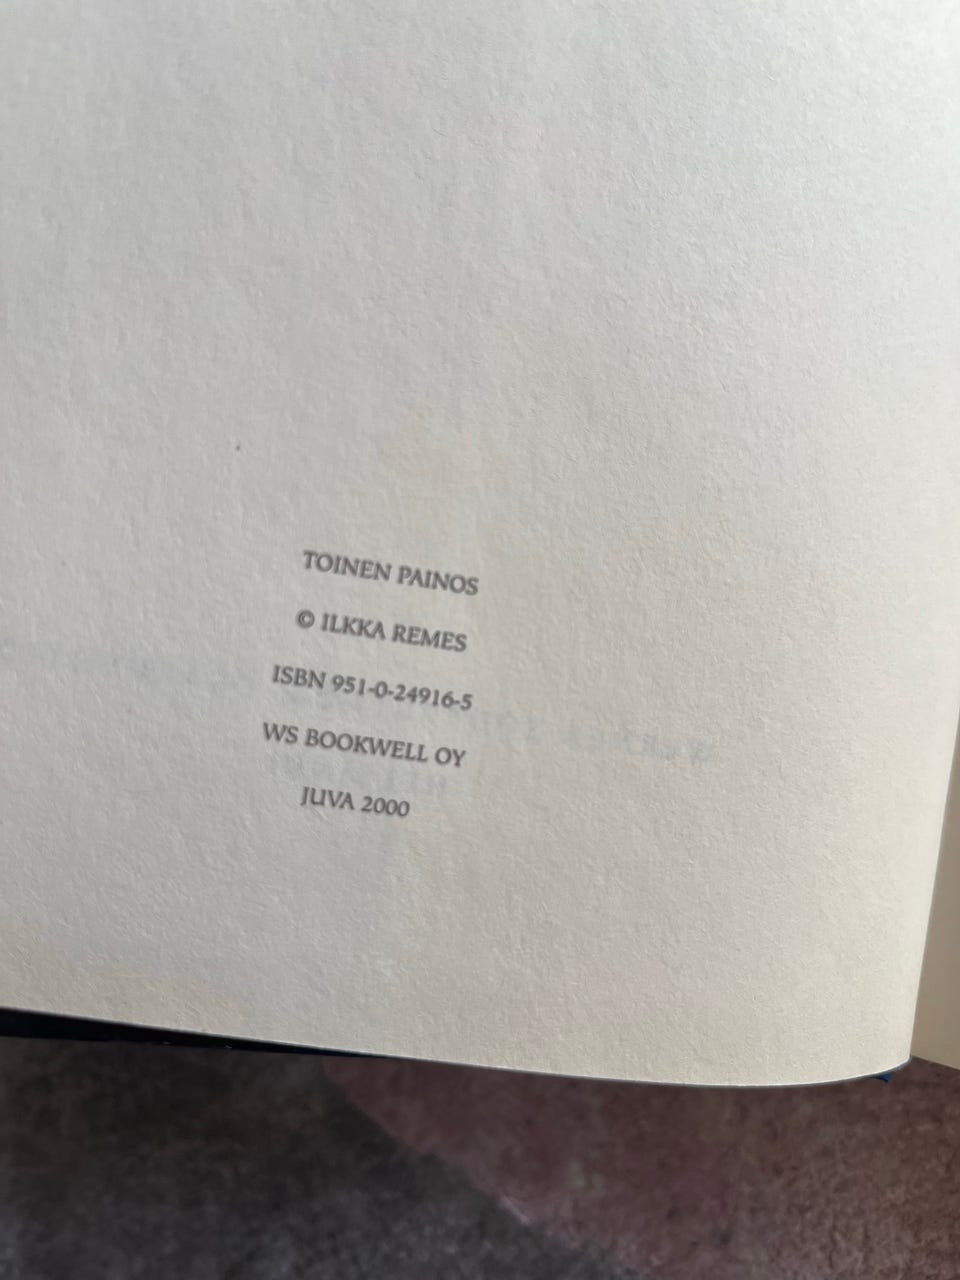 TOINEN PAINOS
© ILKKA REMES
ISBN 951-0-24916-5
WS BOOKWELL OY
JUVA 2000